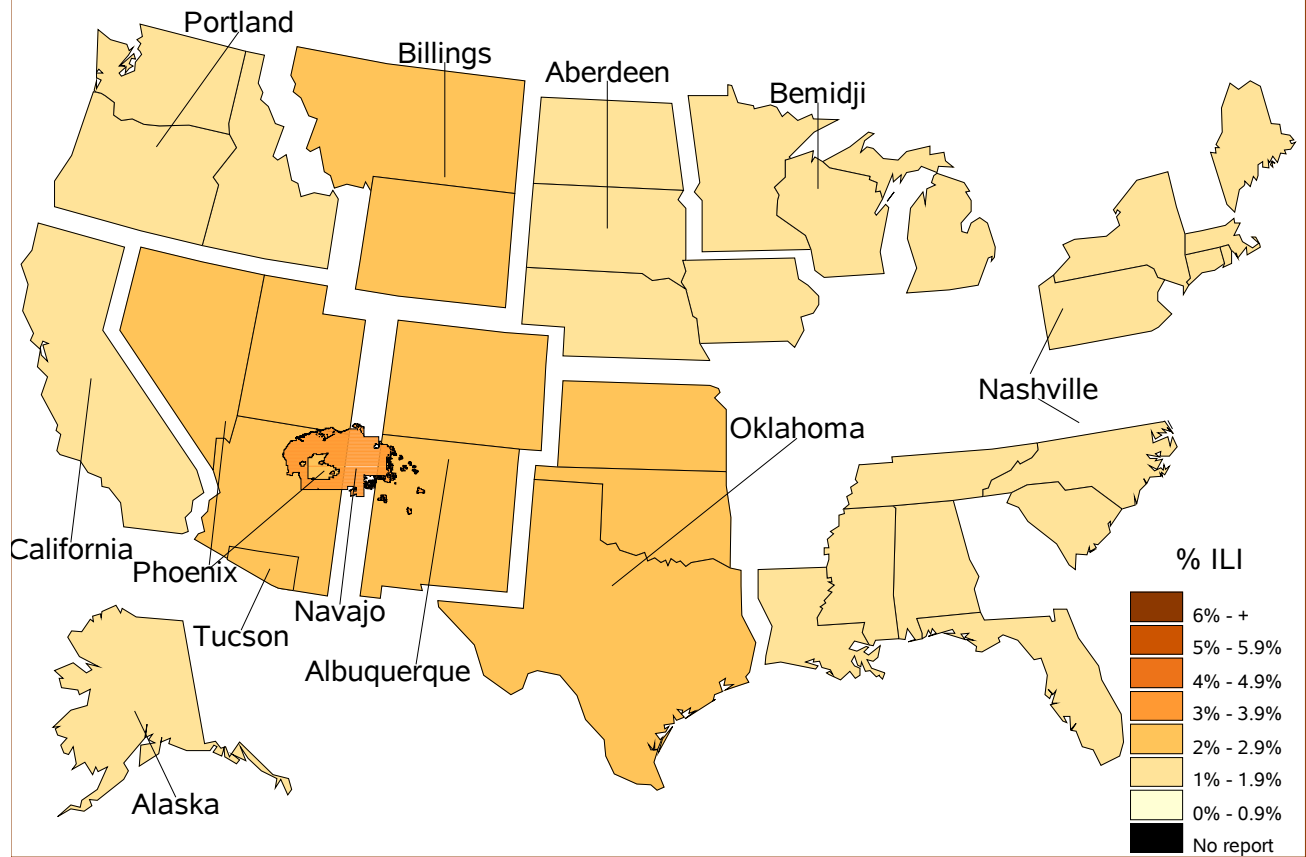 Portland
Billings
Aberdeen
Bemidji
Nashville
Oklahoma
California
Phoenix
Navajo
Tucson
Albuquerque
Alaska
% ILI
6% - +
5% - 5.9%
4% - 4.9%
3% - 3.9%
2% - 2.9%
1% - 1.9%
0% - 0.9%
No report